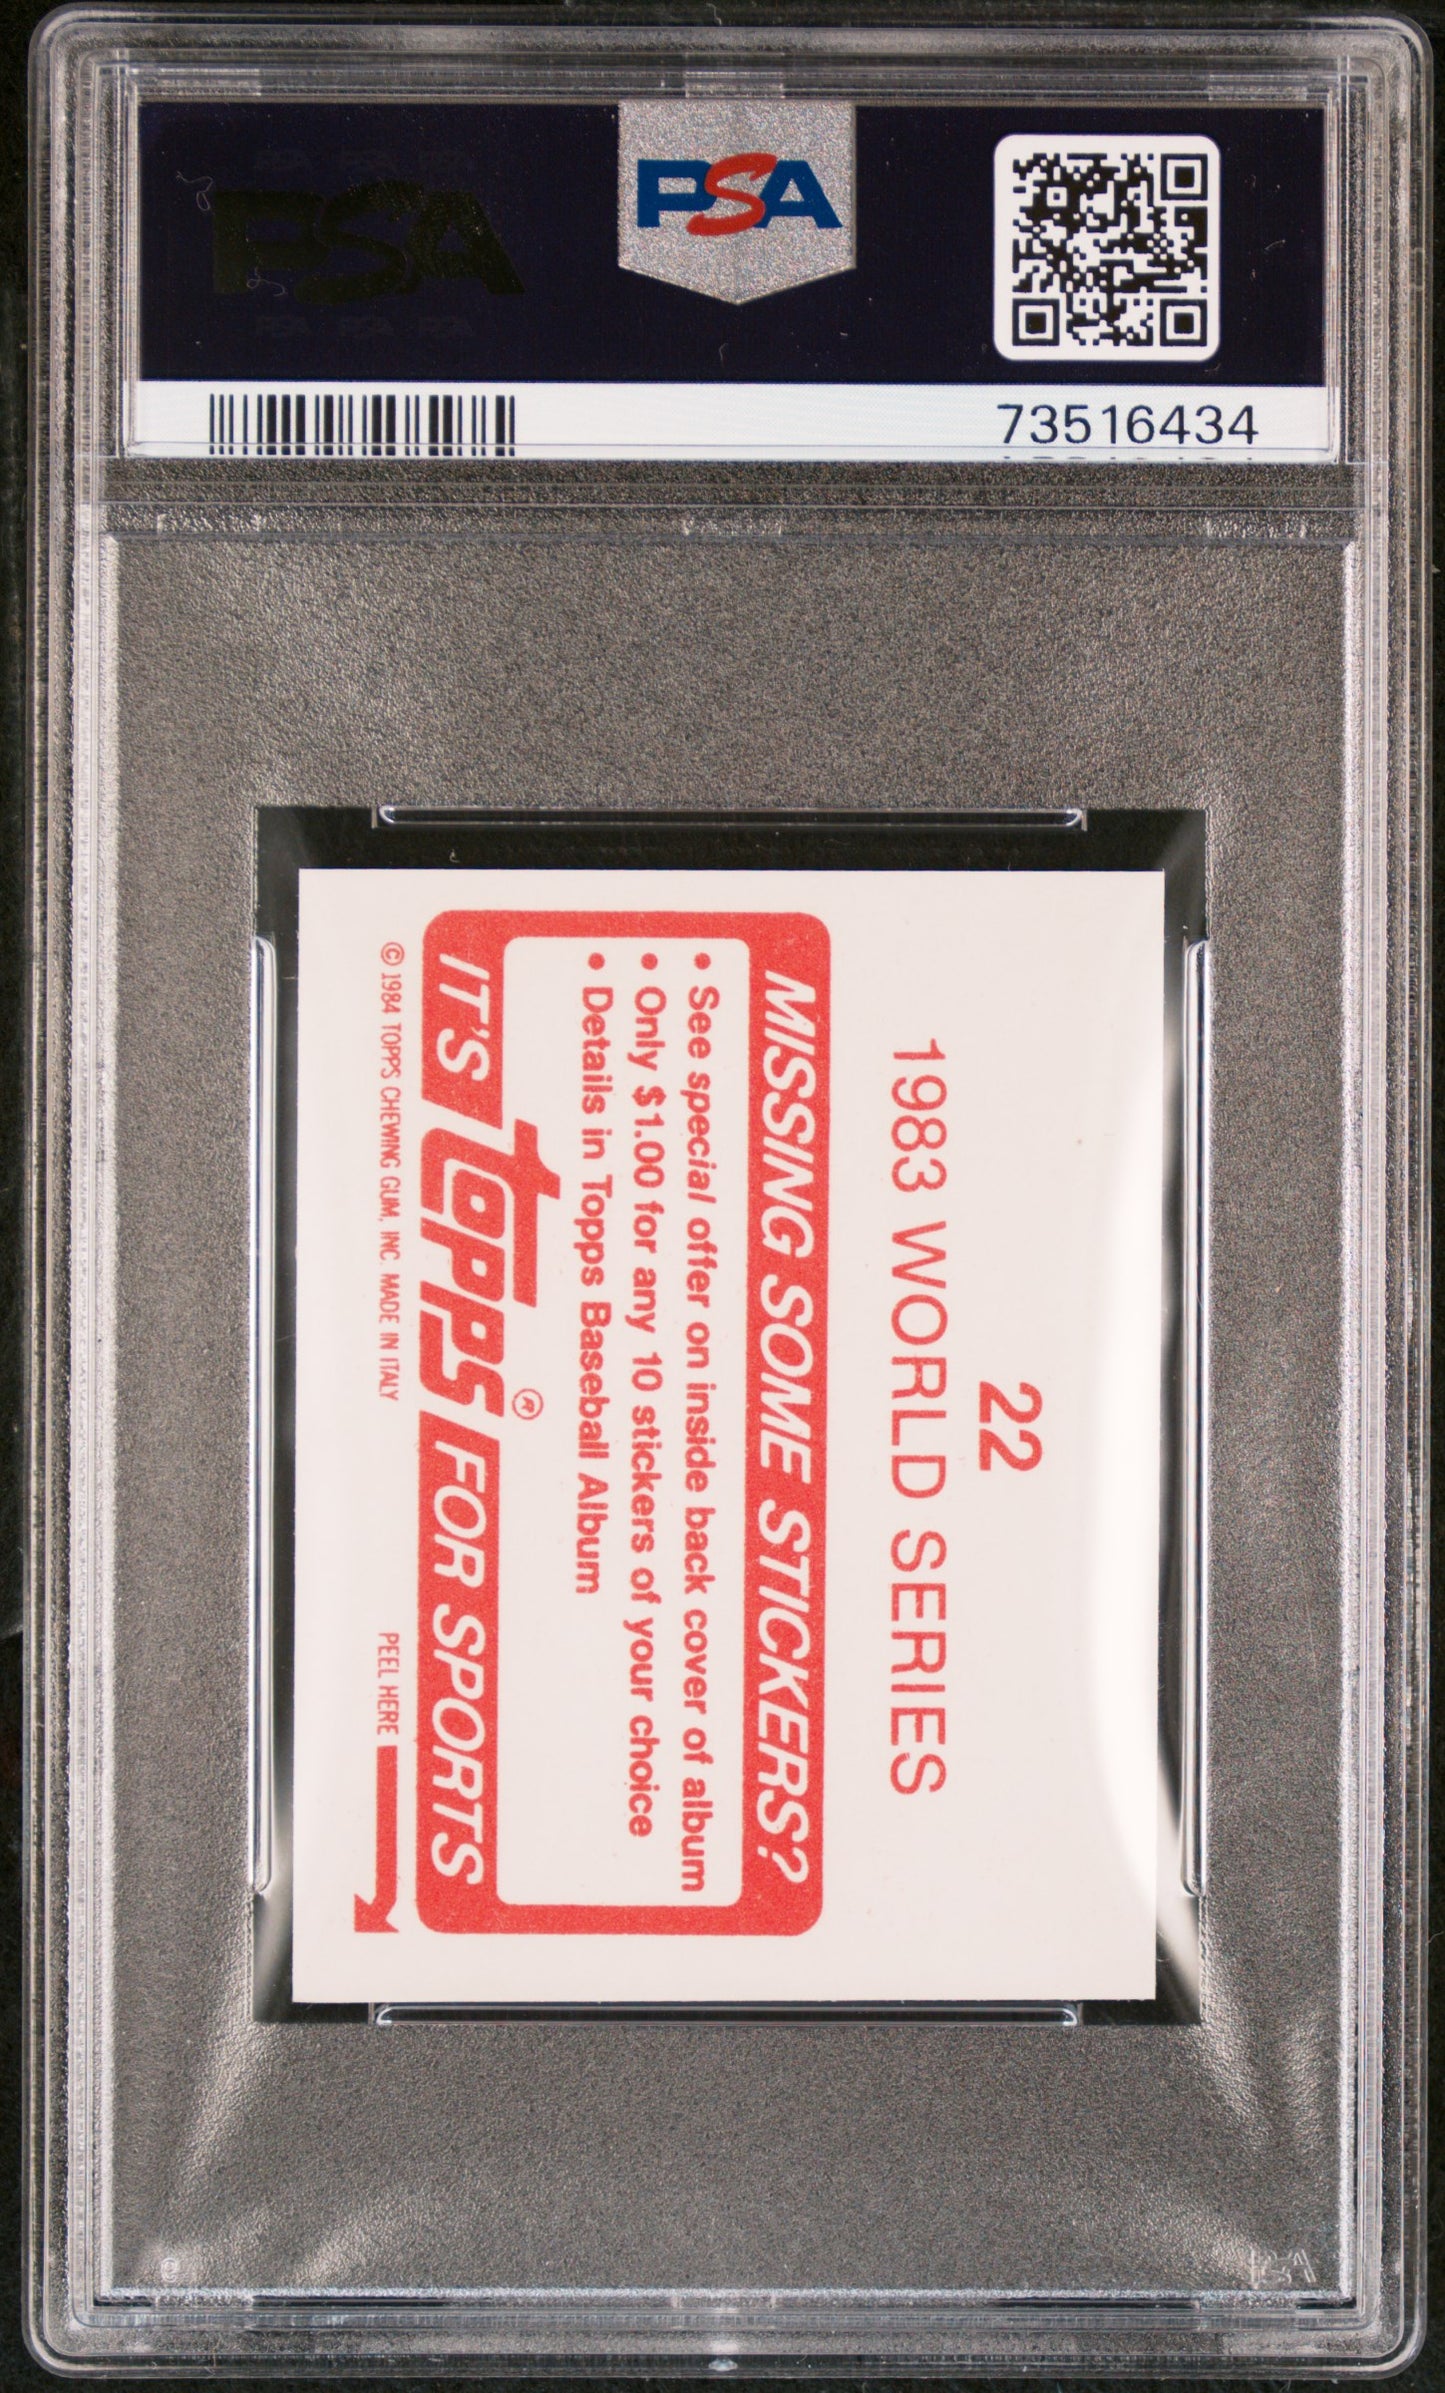 PSA
PSA
73516434
22
1983 WORLD SERIES
MISSING SOME STICKERS?
• See special offer on inside back cover of album
• Only $1.00 for any 10 stickers of your choice
• Details in Topps Baseball Album
IT'S TOPPS® FOR SPORTS
© 1984 TOPPS CHEWING GUM, INC. MADE IN ITALY
PEEL HERE